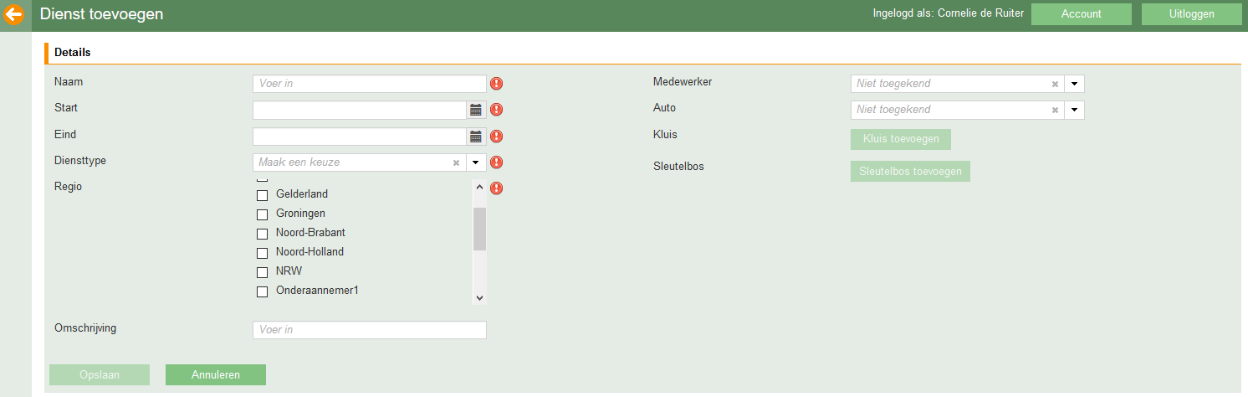 Dienst toevoegen
Ingelogd als: Cornelie de Ruiter
Account
Uitloggen
Details
Naam
Voer in
Start
Eind
Diensttype
Maak een keuze
Regio
Gelderland
Groningen
Noord-Brabant
Noord-Holland
NRW
Onderaannemer1
Omschrijving
Voer in
Medewerker
Niet toegekend
Auto
Niet toegekend
Kluis
Kluis toevoegen
Sleutelbos
Sleutelbos toevoegen
Opslaan
Annuleren